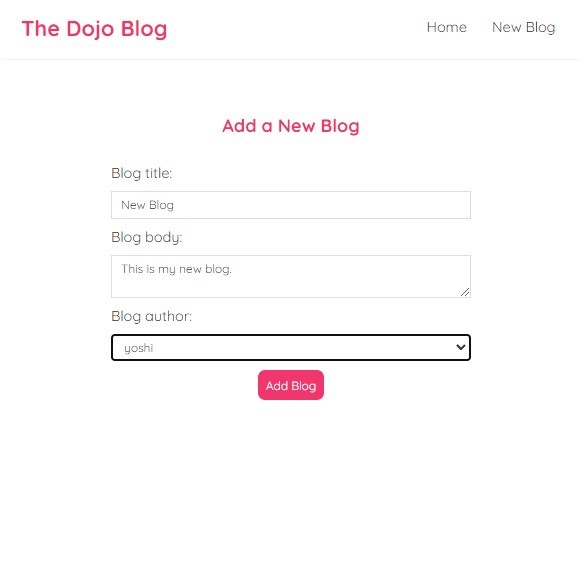 The Dojo Blog
Home New Blog
Add a New Blog
Blog title:
New Blog
Blog body:
This is my new blog.
Blog author:
yoshi
Add Blog